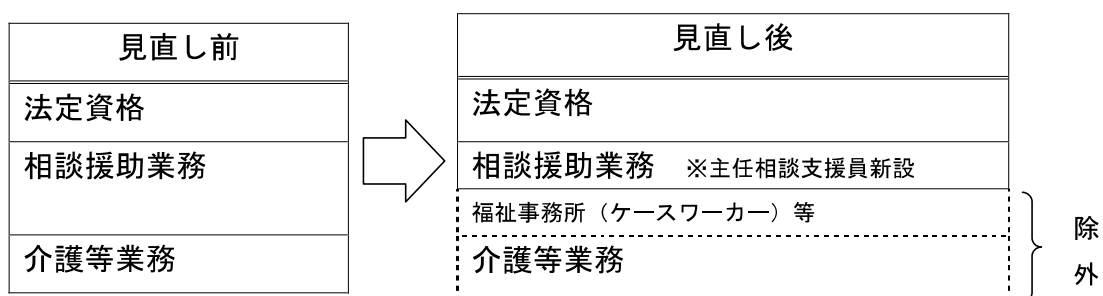 見直し前
法定資格
相談援助業務
介護等業務
見直し後
法定資格
相談援助業務 ※主任相談支援員新設
福祉事務所（ケースワーカー）等
介護等業務
除
外